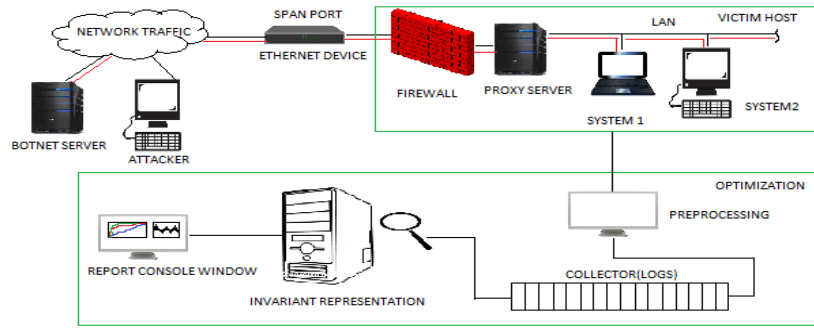 SPAN PORT
LAN
VICTIM HOST
NETWORK TRAFFIC
ETHERNET DEVICE
FIREWALL
PROXY SERVER
SYSTEM 1
SYSTEM2
BOTNET SERVER
ATTACKER
OPTIMIZATION
PREPROCESSING
REPORT CONSOLE WINDOW
INVARIANT REPRESENTATION
COLLECTOR(LOGS)